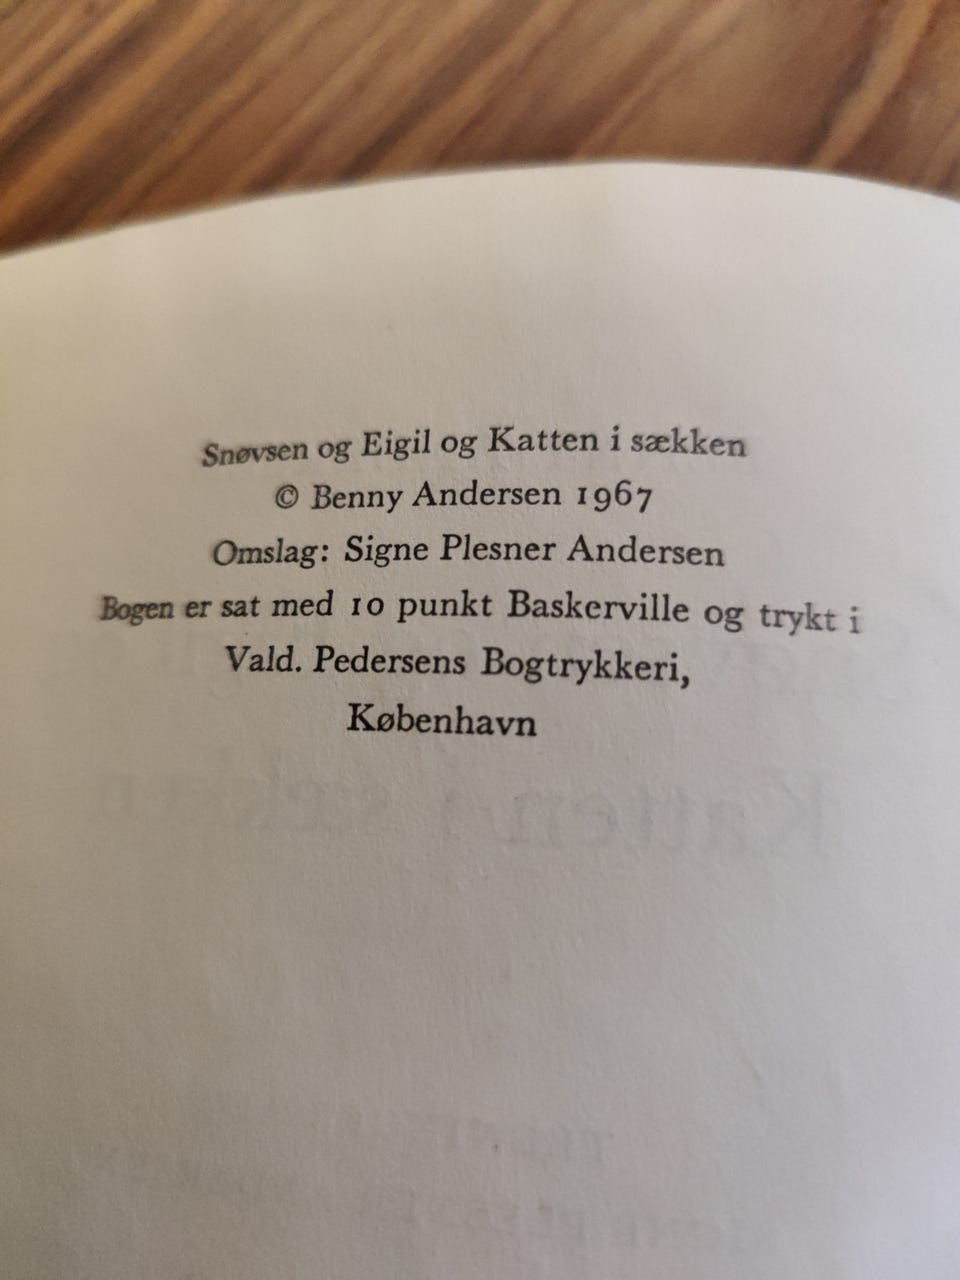 Snøvsen og Eigil og Katten i sækken
© Benny Andersen 1967
Omslag: Signe Plesner Andersen
Bogen er sat med 10 punkt Baskerville og trykt i
Vald. Pedersens Bogtrykkeri,
København